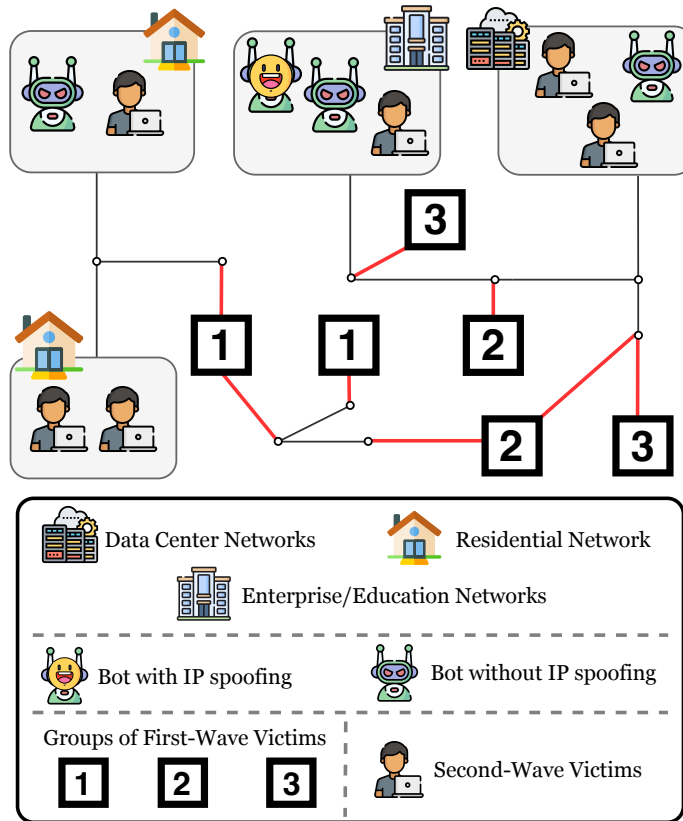 3
1
1
2
2
3
Data Center Networks
Residential Network
Enterprise/Education Networks
Bot with IP spoofing
Bot without IP spoofing
Groups of First-Wave Victims
1
2
3
Second-Wave Victims